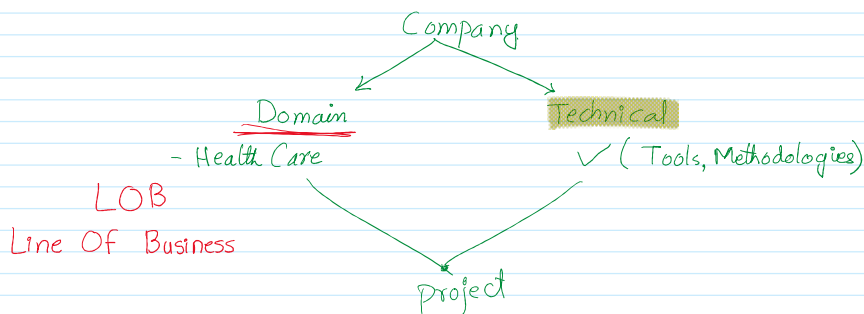 Company
Domain Technical
- Health Care ✓ (Tools, Methodologies)
LOB
Line Of Business
project